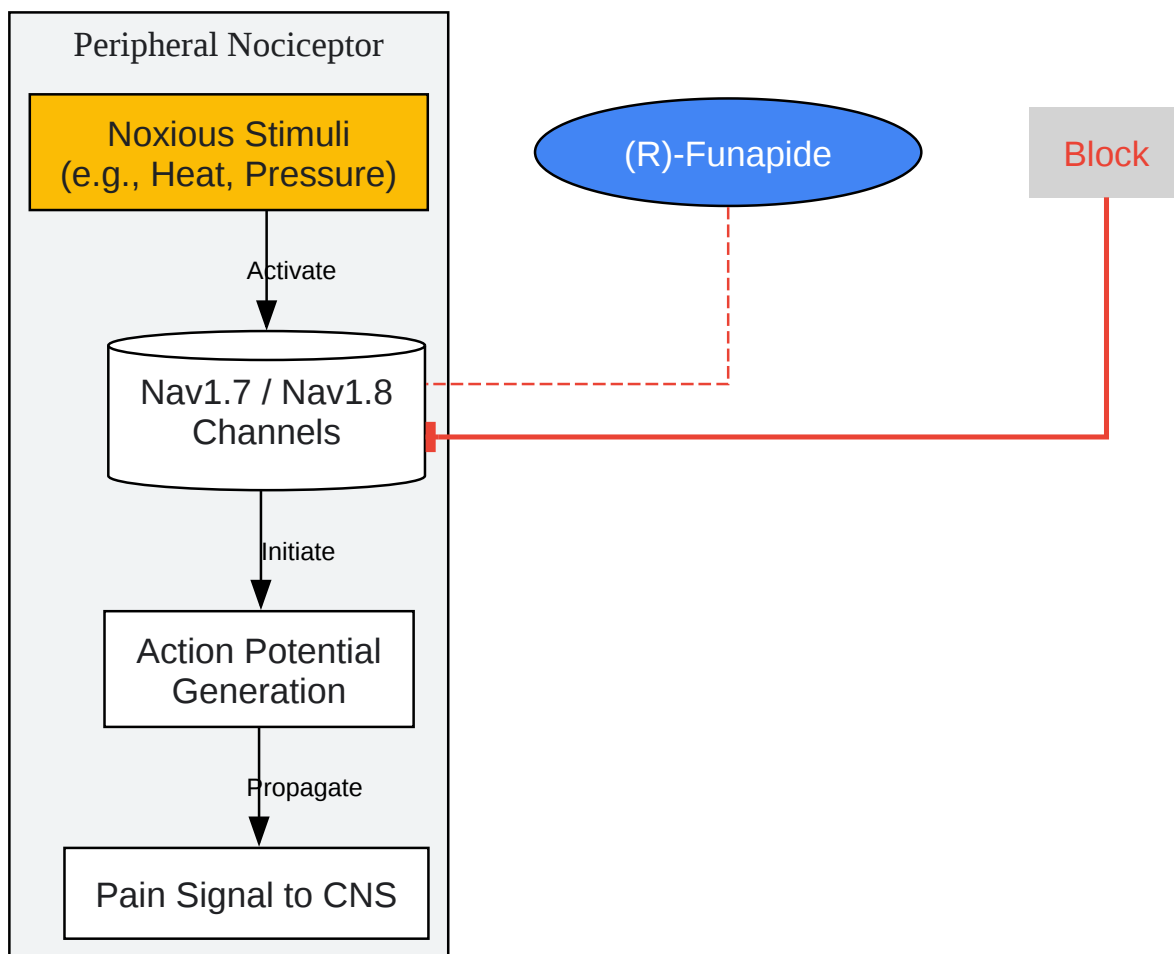 Peripheral Nociceptor
Noxious Stimuli
(e.g., Heat, Pressure)
(R)-Funapide
Block
Activate
Nav1.7 / Nav1.8
Channels
Initiate
Action Potential
Generation
Propagate
Pain Signal to CNS